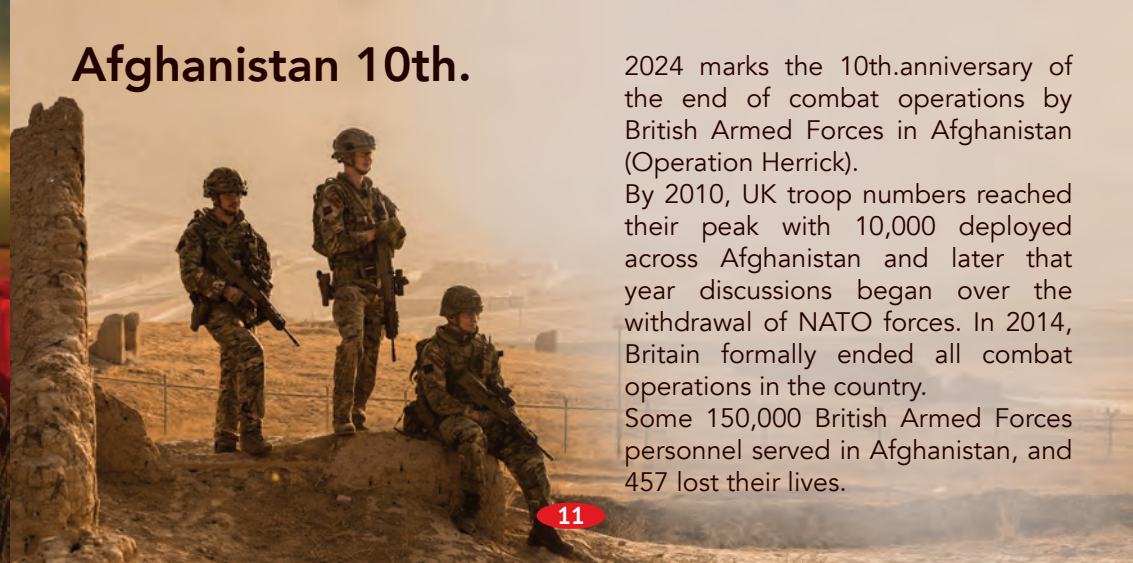 Afghanistan 10th.
2024 marks the 10th.anniversary of
the end of combat operations by
British Armed Forces in Afghanistan
(Operation Herrick).
By 2010, UK troop numbers reached
their peak with 10,000 deployed
across Afghanistan and later that
year discussions began over the
withdrawal of NATO forces. In 2014,
Britain formally ended all combat
operations in the country.
Some 150,000 British Armed Forces
personnel served in Afghanistan, and
457 lost their lives.
11